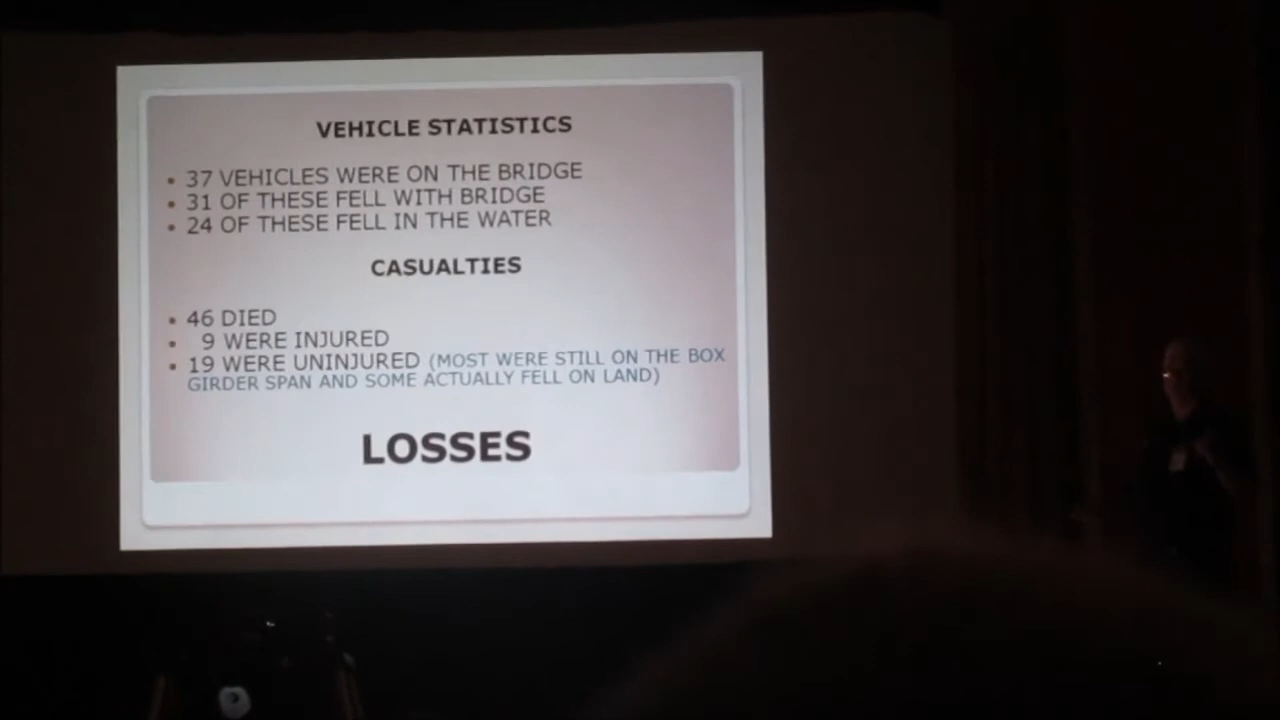 VEHICLE STATISTICS
• 37 VEHICLES WERE ON THE BRIDGE
• 31 OF THESE FELL WITH BRIDGE
• 24 OF THESE FELL IN THE WATER
CASUALTIES
• 46 DIED
• 9 WERE INJURED
• 19 WERE UNINJURED (MOST WERE STILL ON THE BOX
GIRDER SPAN AND SOME ACTUALLY FELL ON LAND)
LOSSES